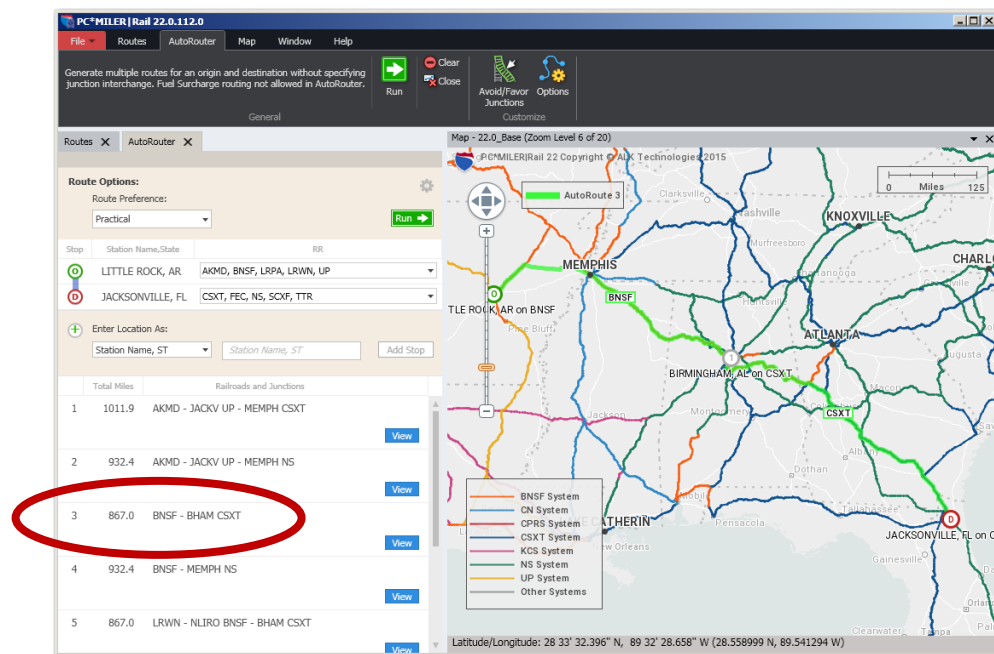 PC*MILER|Rail 22.0.112.0
File Routes AutoRouter Map Window Help
Generate multiple routes for an origin and destination without specifying
junction interchange. Fuel Surcharge routing not allowed in AutoRouter.
Run
Clear
Close
Avoid/Favor
Junctions
Options
General
Customize
Routes X AutoRouter X
Route Options:
Route Preference:
Practical
Run
Stop Station Name,State RR
O LITTLE ROCK, AR AKMD, BNSF, LRPA, LRWN, UP
D JACKSONVILLE, FL CSXT, FEC, NS, SCXF, TTR
Enter Location As:
Station Name, ST Station Name, ST Add Stop
Total Miles Railroads and Junctions
1 1011.9 AKMD - JACKV UP - MEMPH CSXT
View
2 932.4 AKMD - JACKV UP - MEMPH NS
View
3 867.0 BNSF - BHAM CSXT
View
4 932.4 BNSF - MEMPH NS
View
5 867.0 LRWN - NLIRO BNSF - BHAM CSXT
View
Map - 22.0_Base (Zoom Level 6 of 20)
PC*MILER|Rail 22 Copyright © ALK Technologies 2015
AutoRoute 3
0 Miles 125
Clarksville
Nashville
KNOXVILLE
Murfreesboro
MEMPHIS
CHARL
ville
O
BNSF
Huntsville
TLE ROCK, AR on BNSF
Pine Bluff
ATLANTA
1
BIRMINGHAM, AL on CSXT
Augusta
Macon
Jackson
Montgomery
CSXT
Sav
Albany
Dothan
Mobile
Tallahassee
D
Pensacola
E CATHERIN
JACKSONVILLE, FL on C
ew Orleans
Gainesville
Da
Orlan
Clearwater
Tampa
Pal
BNSF System
CN System
CPRS System
CSXT System
KCS System
NS System
UP System
Other Systems
Latitude/Longitude: 28 33' 32.396" N, 89 32' 28.658" W (28.558999 N, 89.541294 W)